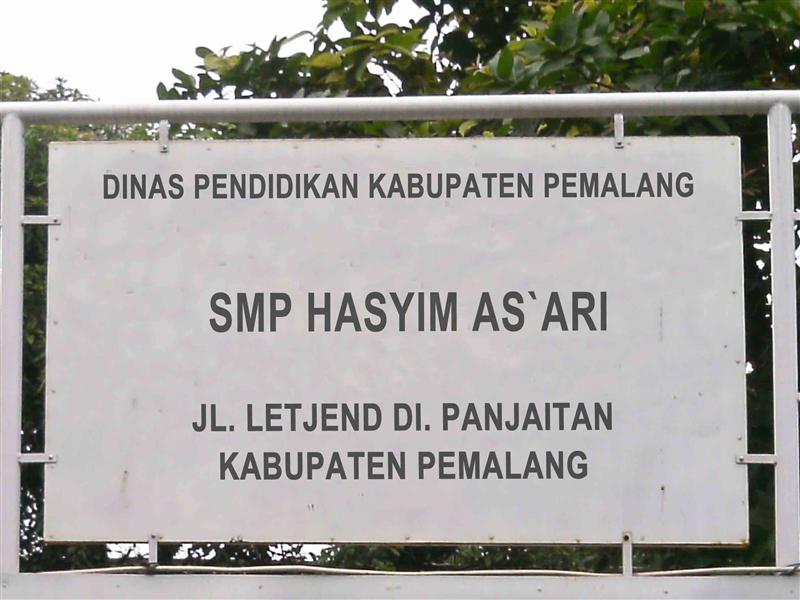 DINAS PENDIDIKAN KABUPATEN PEMALANG
SMP HASYIM AS`ARI
JL. LETJEND DI. PANJAITAN
KABUPATEN PEMALANG